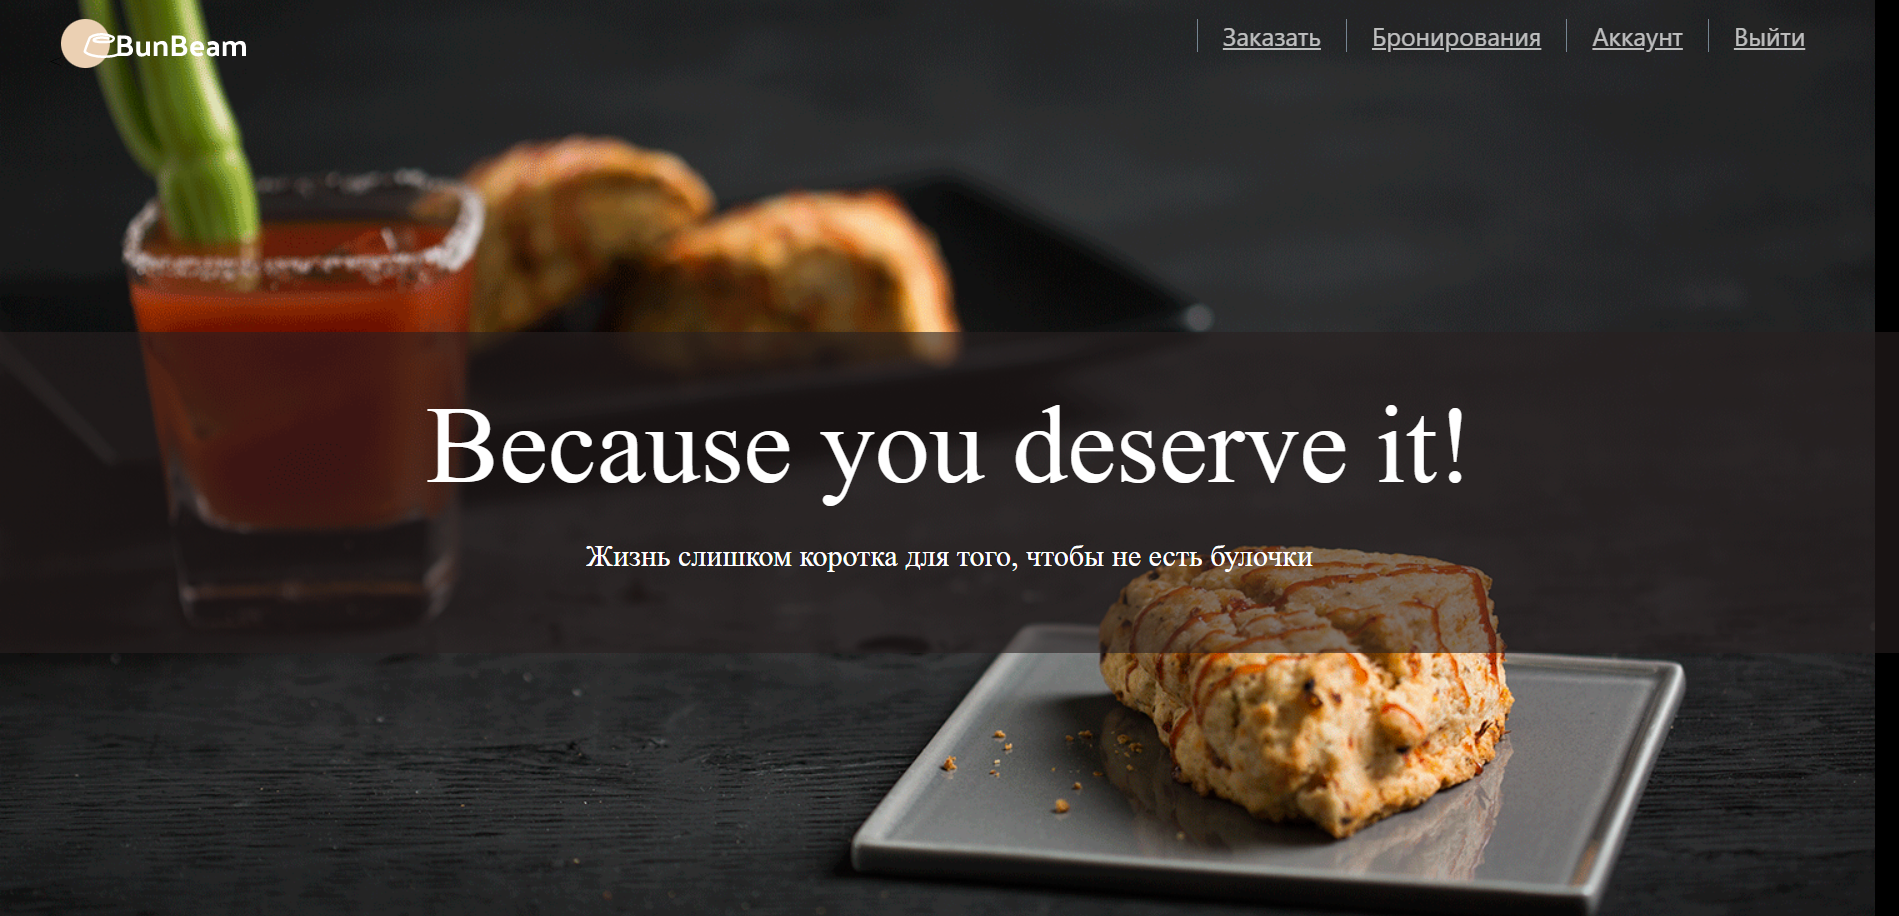 BunBeam
Заказать
Бронирования
Аккаунт
Выйти
Because you deserve it!
Жизнь слишком коротка для того, чтобы не есть булочки